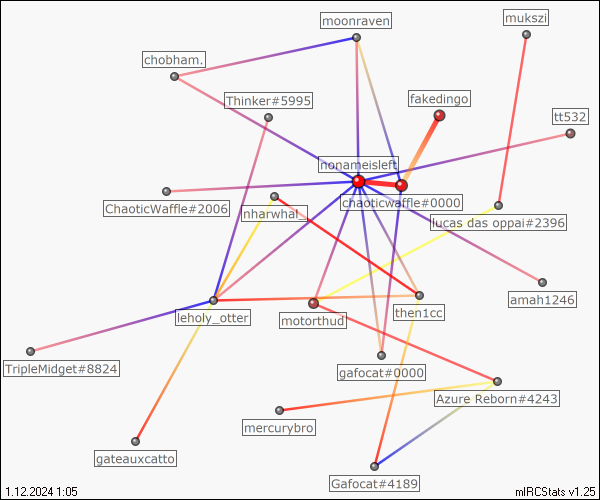 moonraven
mukszi
chobham.
Thinker#5995
fakedingo
tt532
nonameisleft
ChaoticWaffle#2006
nharwhal_
chaoticwaffle#0000
lucas das oppai#2396
amah1246
leholy_otter
motorthud
then1cc
TripleMidget#8824
gafocat#0000
Azure Reborn#4243
mercurybro
gateauxcatto
Gafocat#4189
1.12.2024 1:05
mIRCStats v1.25